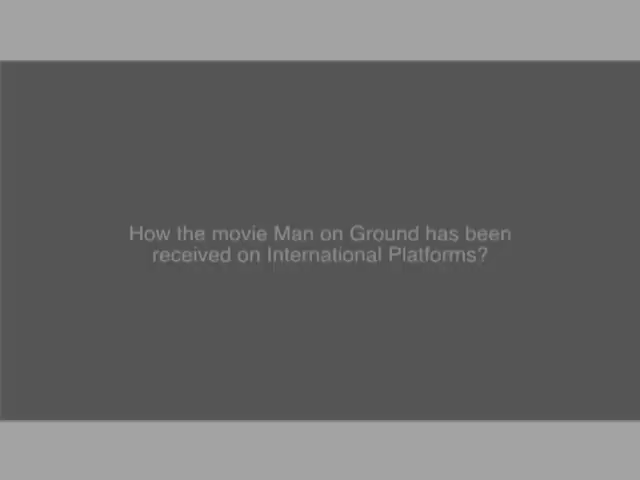 How the movie Man on Ground has been
received on International Platforms?